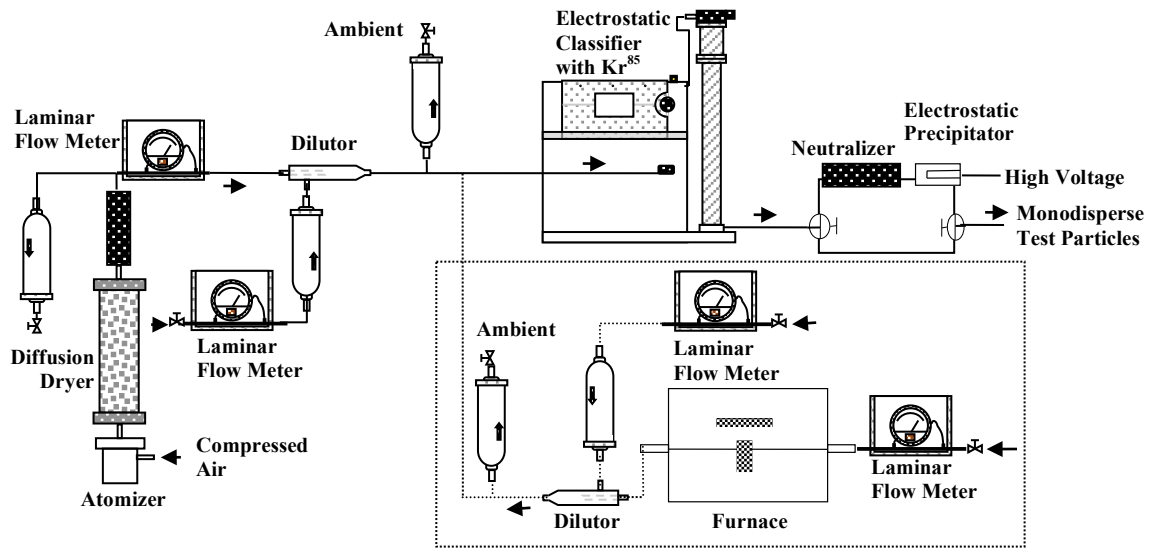 Ambient
Electrostatic
Classifier
with Kr85
Laminar
Flow Meter
Dilutor
Electrostatic
Precipitator
Neutralizer
High Voltage
Monodisperse
Test Particles
Diffusion
Dryer
Laminar
Flow Meter
Compressed
Air
Atomizer
Ambient
Laminar
Flow Meter
Laminar
Flow Meter
Dilutor
Furnace